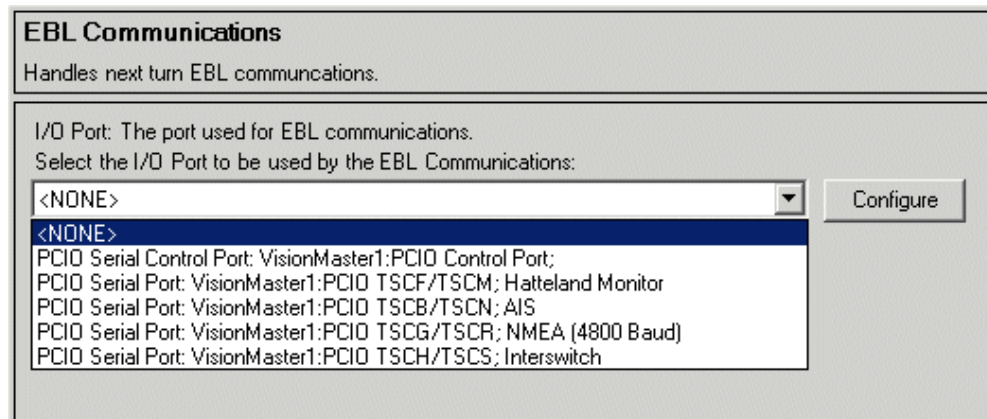 EBL Communications
Handles next turn EBL communcations.
I/O Port: The port used for EBL communications.
Select the I/O Port to be used by the EBL Communications:
<NONE>
Configure
<NONE>
PCIO Serial Control Port: VisionMaster1:PCIO Control Port;
PCIO Serial Port: VisionMaster1:PCIO TSCF/TSCM; Hatteland Monitor
PCIO Serial Port: VisionMaster1:PCIO TSCB/TSCN; AIS
PCIO Serial Port: VisionMaster1:PCIO TSCG/TSCR; NMEA (4800 Baud)
PCIO Serial Port: VisionMaster1:PCIO TSCH/TSCS; Interswitch